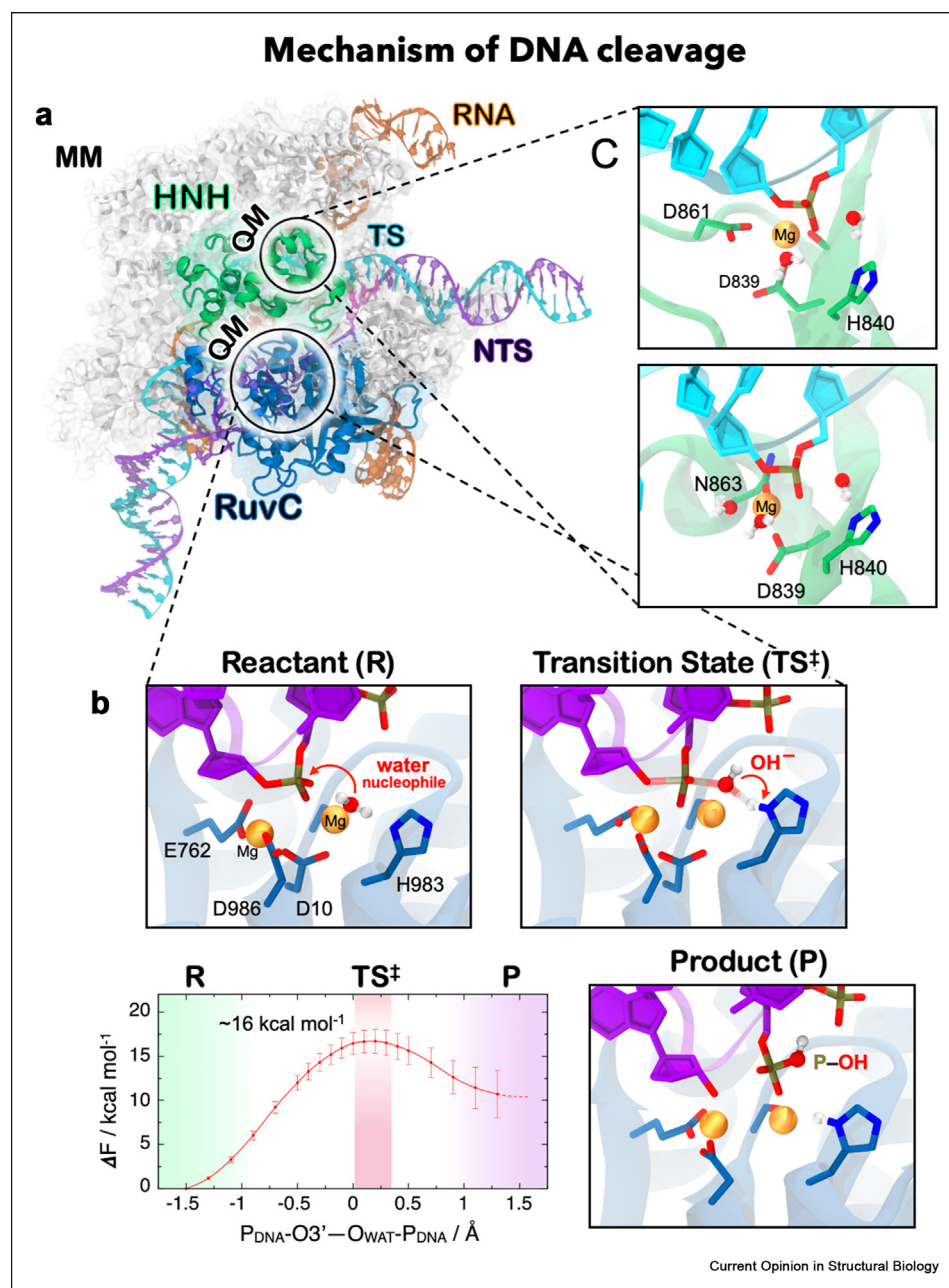 Mechanism of DNA cleavage
a
MM
RNA
HNH
QM
TS
QM
NTS
RuvC
C
D861
Mg
D839
H840
N863
Mg
D839
H840
b
Reactant (R)
water
nucleophile
Mg
E762
Mg
D986
D10
H983
Transition State (TS‡)
OH⁻
R
TS‡
P
~16 kcal mol⁻¹
20
15
10
5
0
ΔF / kcal mol⁻¹
-1.5
-1
-0.5
0
0.5
1
1.5
PDNA-O3'—OWAT-PDNA / Å
Product (P)
P–OH
Current Opinion in Structural Biology